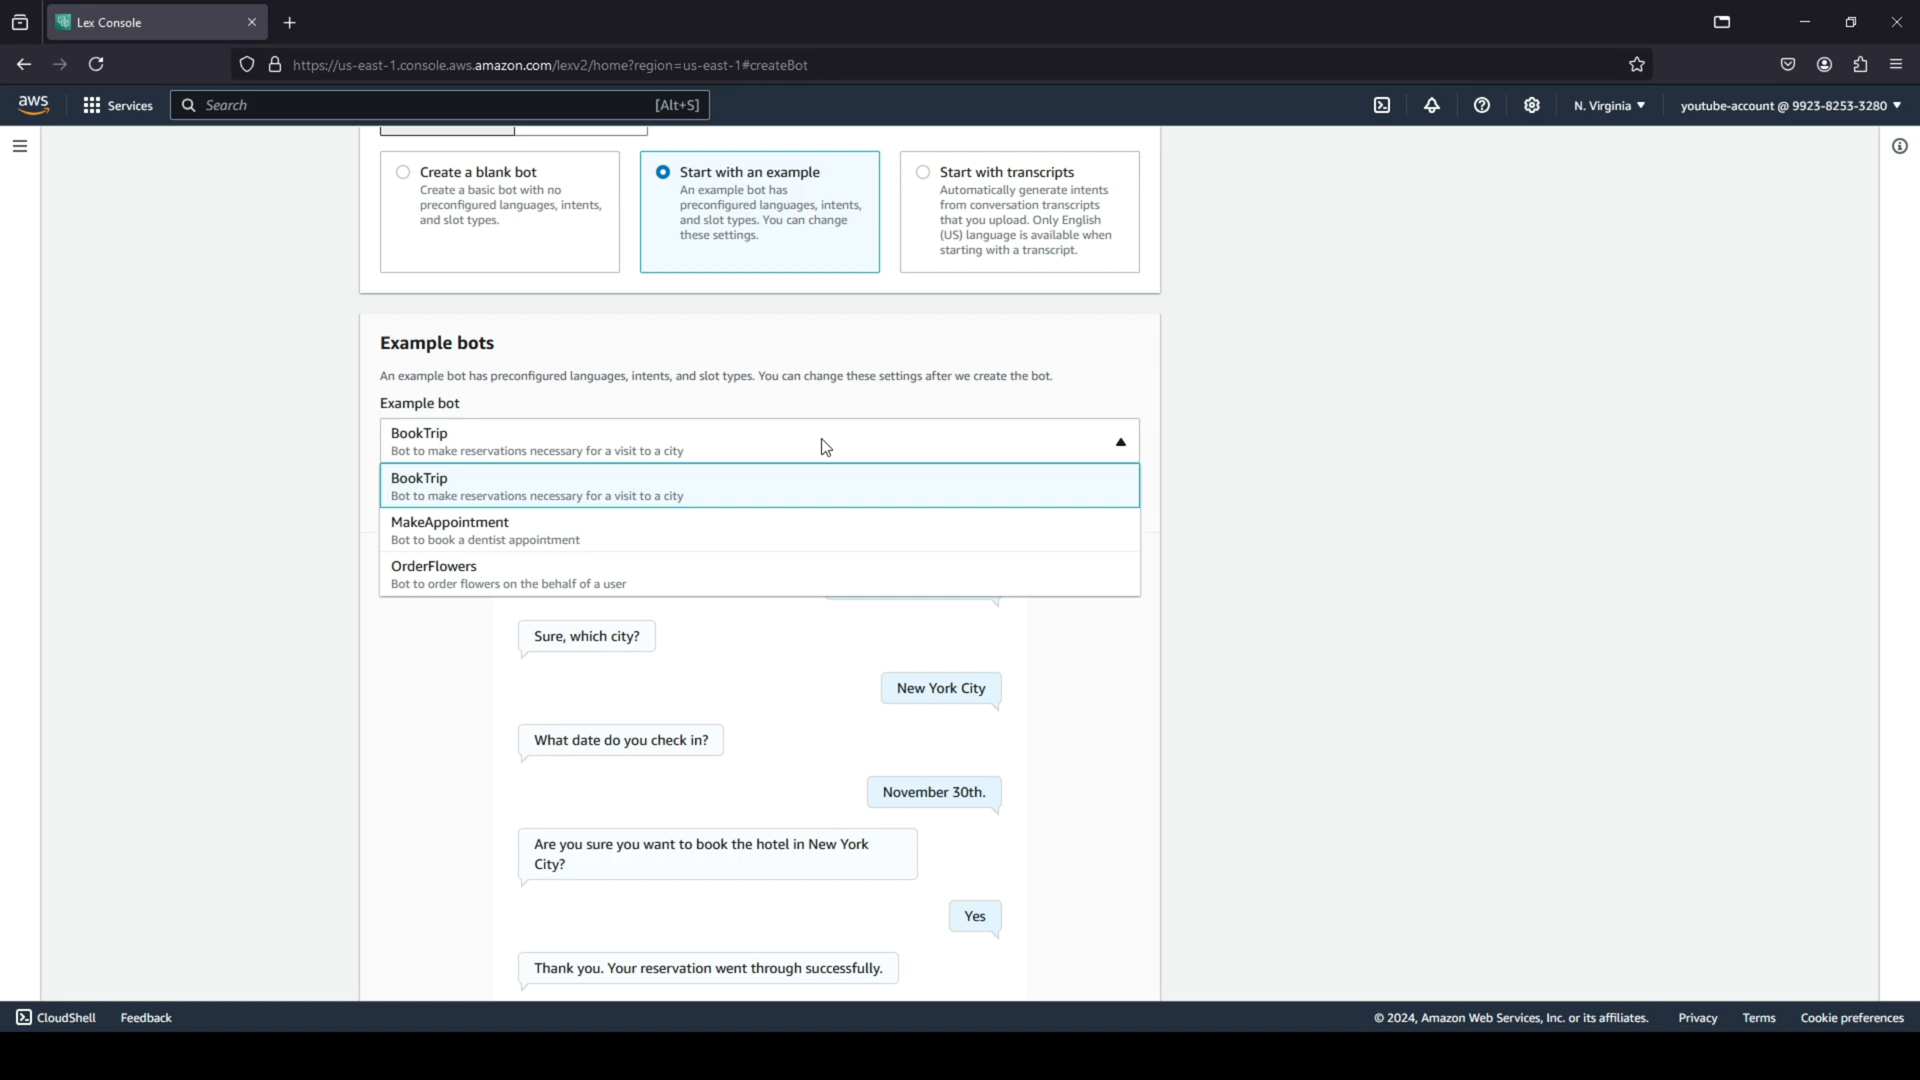 Lex Console
https://us-east-1.console.aws.amazon.com/lexv2/home?region=us-east-1#createBot
aws
Services
Search
[Alt+S]
N. Virginia
youtube-account @ 9923-8253-3280
Create a blank bot
Create a basic bot with no
preconfigured languages, intents,
and slot types.
Start with an example
An example bot has
preconfigured languages, intents,
and slot types. You can change
these settings.
Start with transcripts
Automatically generate intents
from conversation transcripts
that you upload. Only English
(US) language is available when
starting with a transcript.
Example bots
An example bot has preconfigured languages, intents, and slot types. You can change these settings after we create the bot.
Example bot
BookTrip
Bot to make reservations necessary for a visit to a city
BookTrip
Bot to make reservations necessary for a visit to a city
MakeAppointment
Bot to book a dentist appointment
OrderFlowers
Bot to order flowers on the behalf of a user
Sure, which city?
New York City
What date do you check in?
November 30th.
Are you sure you want to book the hotel in New York
City?
Yes
Thank you. Your reservation went through successfully.
CloudShell
Feedback
© 2024, Amazon Web Services, Inc. or its affiliates.
Privacy
Terms
Cookie preferences